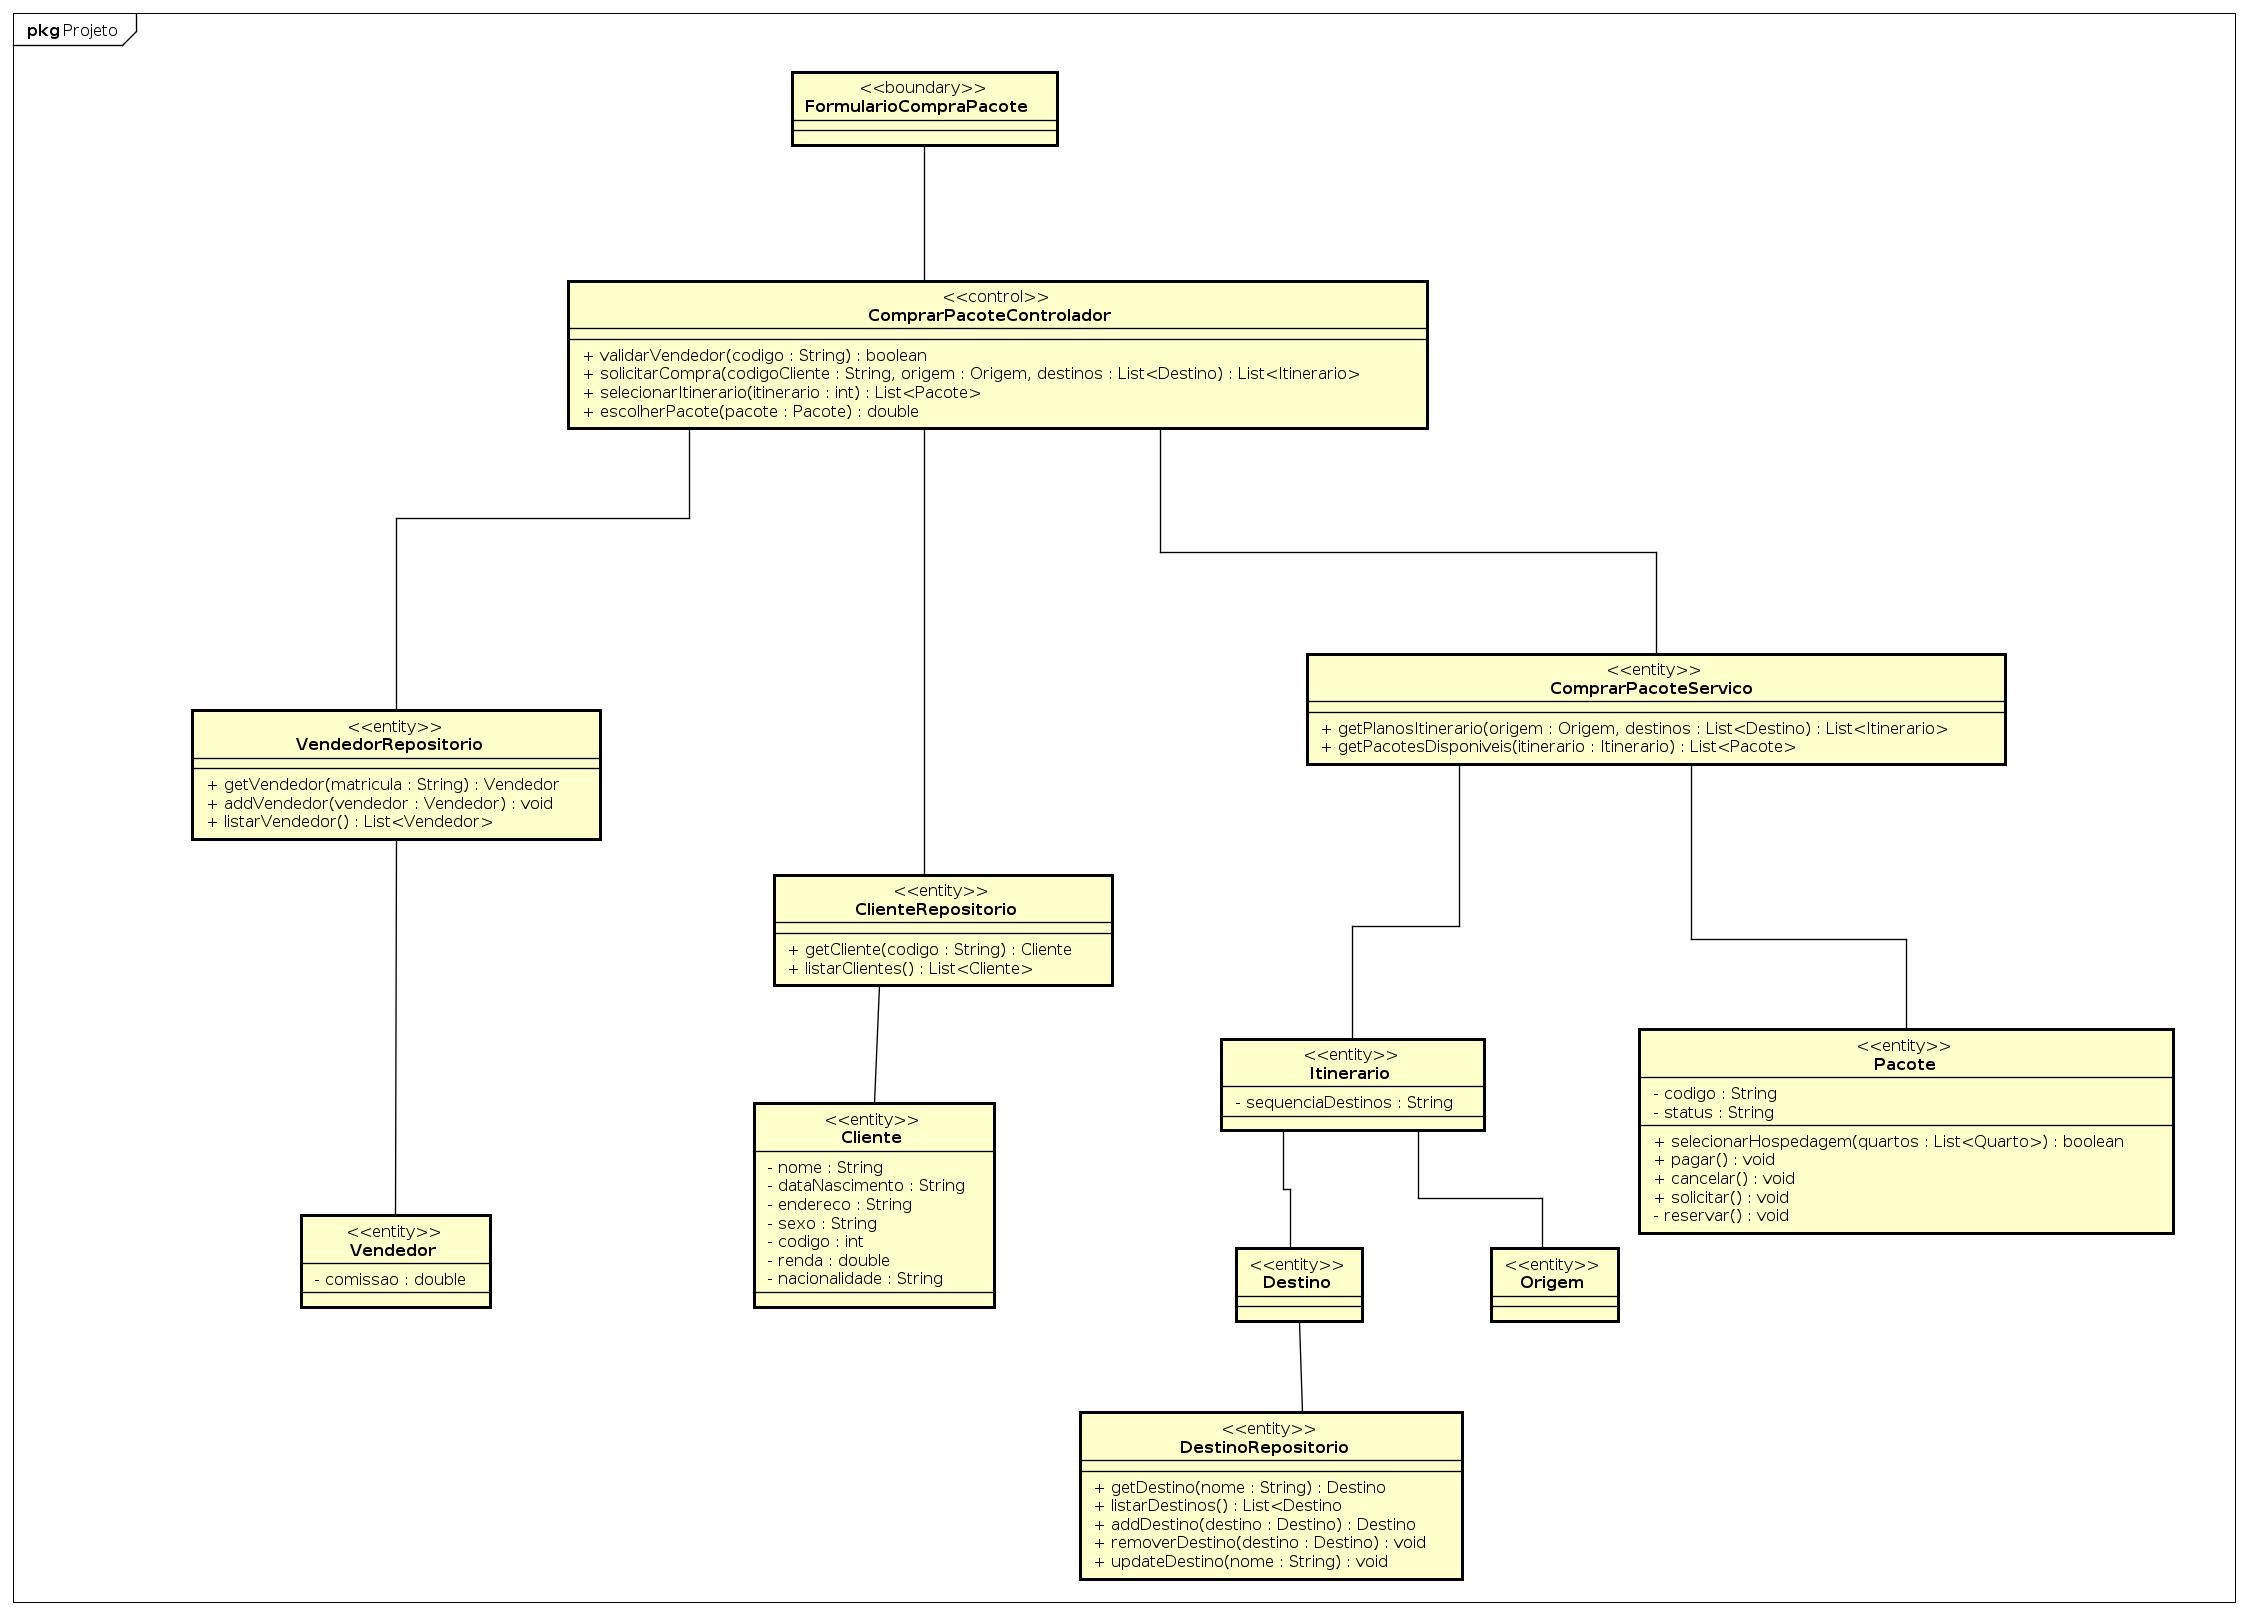 pkg Projeto
<<boundary>>
FormularioCompraPacote
<<control>>
ComprarPacoteControlador
+ validarVendedor(codigo : String) : boolean
+ solicitarCompra(codigoCliente : String, origem : Origem, destinos : List<Destino) : List<Itinerario>
+ selecionarItinerario(itinerario : int) : List<Pacote>
+ escolherPacote(pacote : Pacote) : double
<<entity>>
ComprarPacoteServico
+ getPlanosItinerario(origem : Origem, destinos : List<Destino) : List<Itinerario>
+ getPacotesDisponiveis(itinerario : Itinerario) : List<Pacote>
<<entity>>
VendedorRepositorio
+ getVendedor(matricula : String) : Vendedor
+ addVendedor(vendedor : Vendedor) : void
+ listarVendedor() : List<Vendedor>
<<entity>>
ClienteRepositorio
+ getCliente(codigo : String) : Cliente
+ listarClientes() : List<Cliente>
<<entity>>
Itinerario
- sequenciaDestinos : String
<<entity>>
Pacote
- codigo : String
- status : String
+ selecionarHospedagem(quartos : List<Quarto>) : boolean
+ pagar() : void
+ cancelar() : void
+ solicitar() : void
- reservar() : void
<<entity>>
Cliente
- nome : String
- dataNascimento : String
- endereco : String
- sexo : String
- codigo : int
- renda : double
- nacionalidade : String
<<entity>>
Vendedor
- comissao : double
<<entity>>
Destino
<<entity>>
Origem
<<entity>>
DestinoRepositorio
+ getDestino(nome : String) : Destino
+ listarDestinos() : List<Destino
+ addDestino(destino : Destino) : Destino
+ removerDestino(destino : Destino) : void
+ updateDestino(nome : String) : void